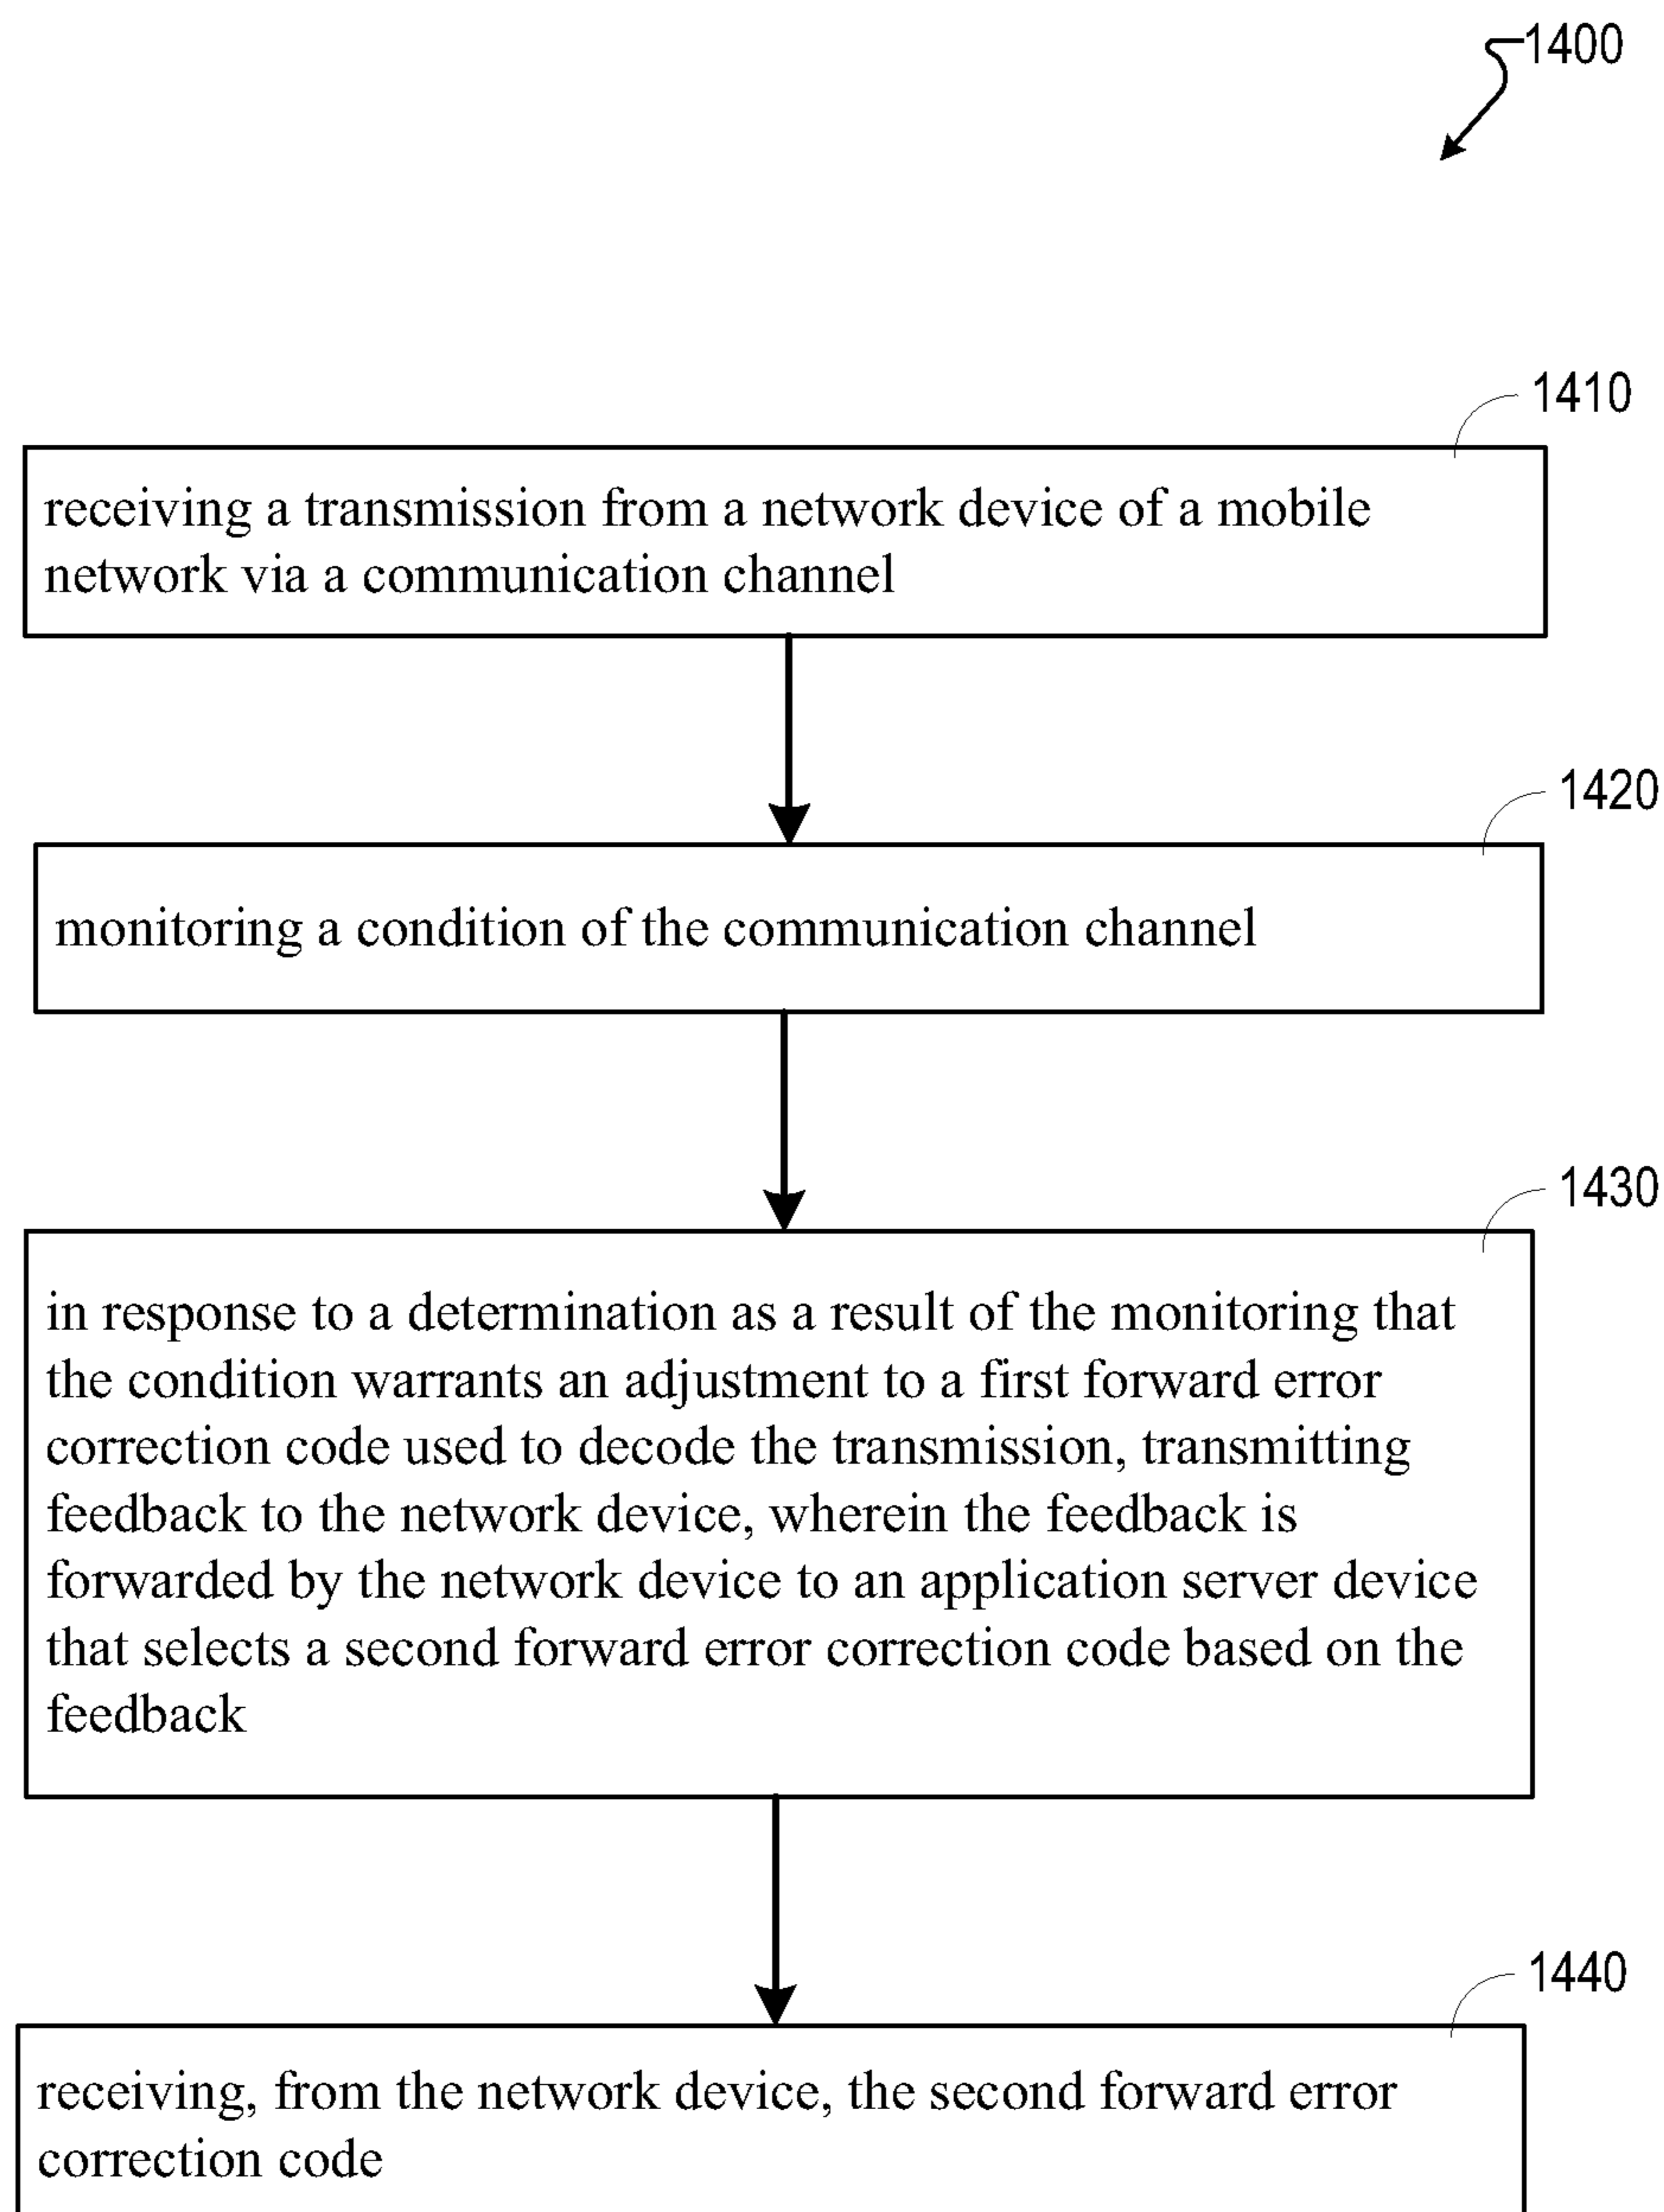 1400
1410
receiving a transmission from a network device of a mobile
network via a communication channel
1420
monitoring a condition of the communication channel
1430
in response to a determination as a result of the monitoring that
the condition warrants an adjustment to a first forward error
correction code used to decode the transmission, transmitting
feedback to the network device, wherein the feedback is
forwarded by the network device to an application server device
that selects a second forward error correction code based on the
feedback
1440
receiving, from the network device, the second forward error
correction code